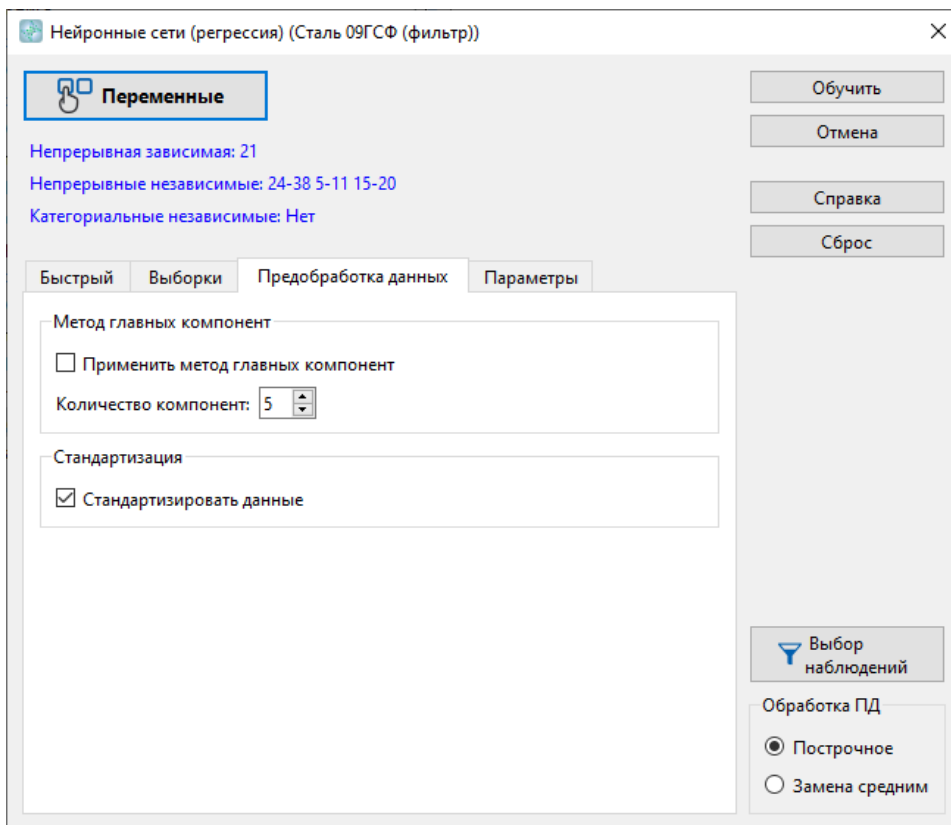 Нейронные сети (регрессия) (Сталь 09ГСФ (фильтр))
Переменные
Непрерывная зависимая: 21
Непрерывные независимые: 24-38 5-11 15-20
Категориальные независимые: Нет
Обучить
Отмена
Справка
Сброс
Быстрый Выборки Предобработка данных Параметры
Метод главных компонент
Применить метод главных компонент
Количество компонент: 5
Стандартизация
Стандартизировать данные
Выбор
наблюдений
Обработка ПД
Построчное
Замена средним